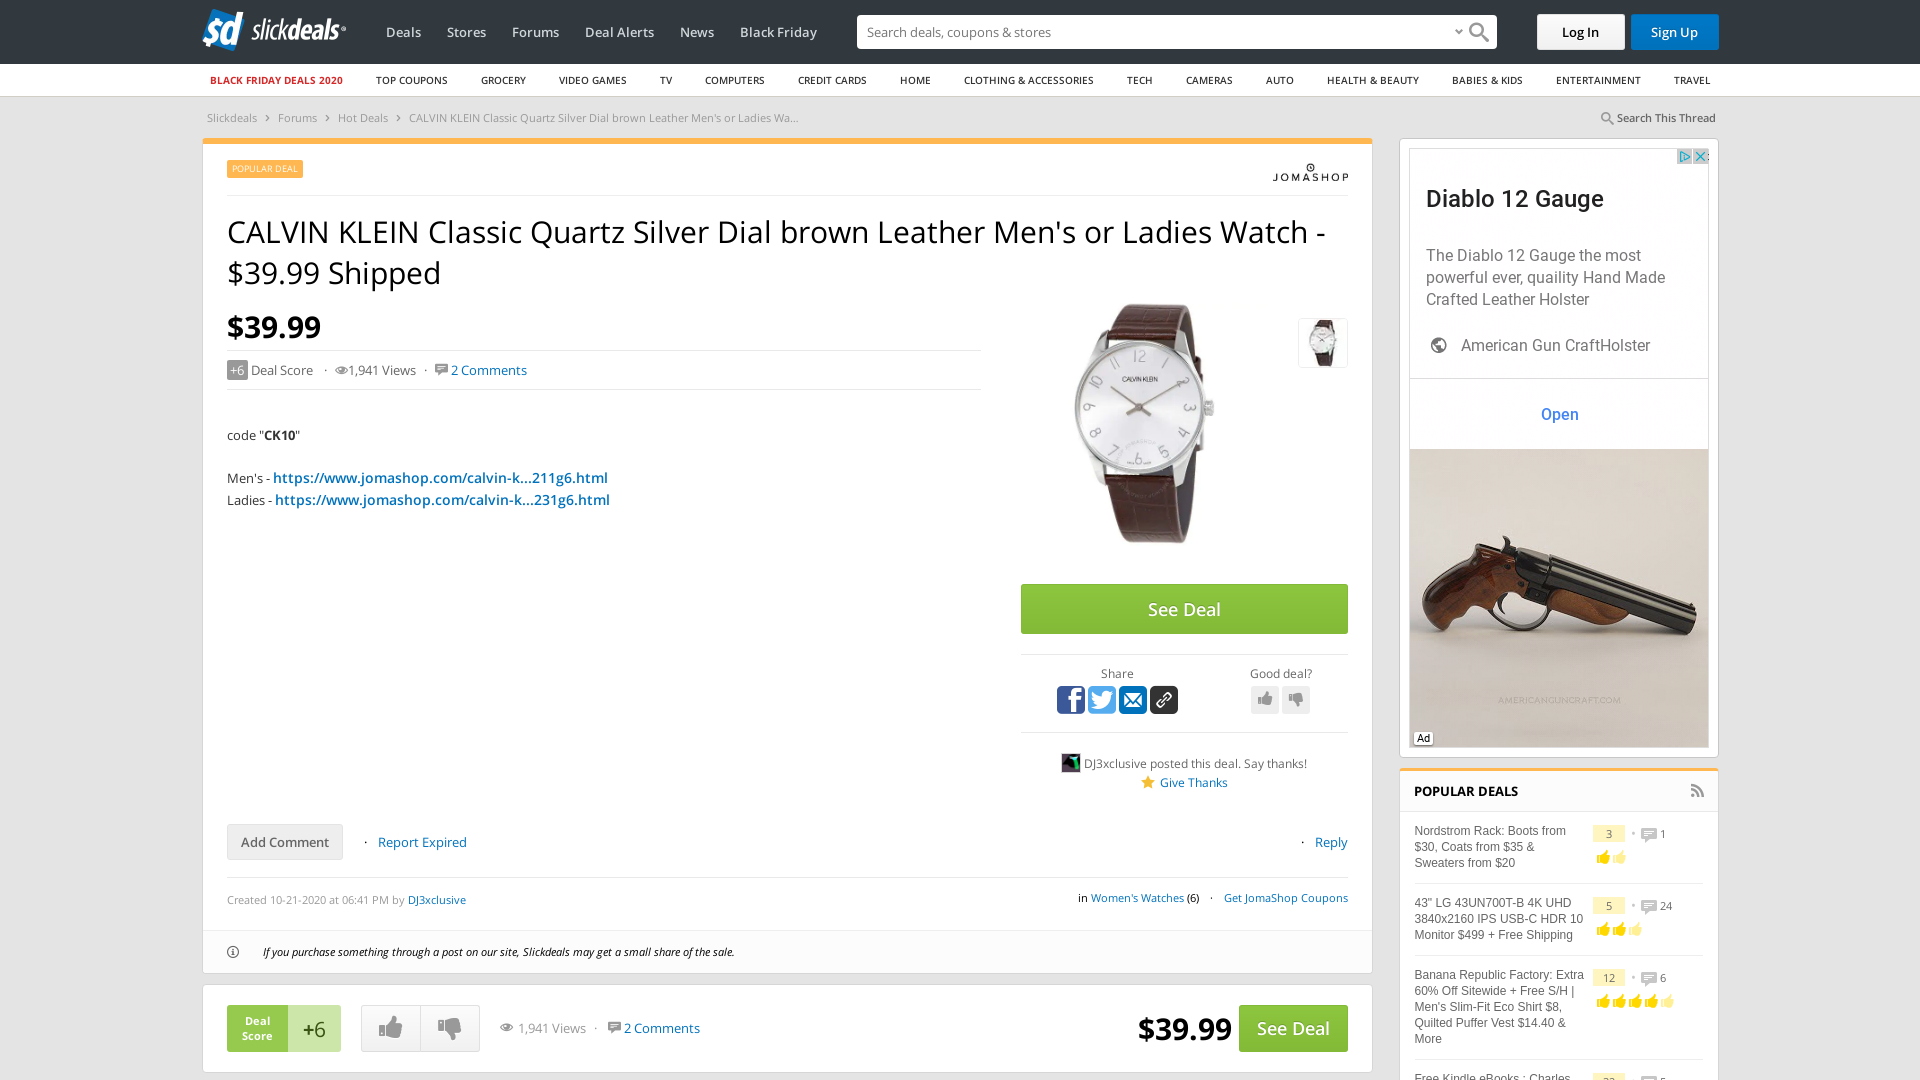 sd slickdeals
Deals Stores Forums Deal Alerts News Black Friday
Search deals, coupons & shops
Log In Sign Up
BLACK FRIDAY DEALS 2020 TOP COUPONS GROCERY VIDEO GAMES TV COMPUTERS CREDIT CARDS HOME CLOTHING & ACCESSORIES TECH CAMERAS AUTO HEALTH & BEAUTY BABIES & KIDS ENTERTAINMENT TRAVEL
Slickdeals › Forums › Hot Deals › CALVIN KLEIN Classic Quartz Silver Dial brown Leather Men's or Ladies Wa...
Search This Thread
POPULAR DEAL
JOMASHOP
CALVIN KLEIN Classic Quartz Silver Dial brown Leather Men's or Ladies Watch -
$39.99 Shipped
$39.99
+6 Deal Score · 1,941 Views · 2 Comments
code "CK10"
Men's - https://www.jomashop.com/calvin-k...211g6.html
Ladies - https://www.jomashop.com/calvin-k...231g6.html
CALVIN KLEIN
See Deal
Share
Good deal?
DJ3xclusive posted this deal. Say thanks!
Give Thanks
Add Comment · Report Expired
· Reply
Created 10-21-2020 at 06:41 PM by DJ3xclusive
in Women's Watches (6) · Get JomaShop Coupons
If you purchase something through a post on our site, Slickdeals may get a small share of the sale.
Deal
Score
+6
1,941 Views · 2 Comments
$39.99
See Deal
Diablo 12 Gauge
The Diablo 12 Gauge the most
powerful ever, quaility Hand Made
Crafted Leather Holster
American Gun CraftHolster
Open
AMERICANGUNCRAFT.COM
Ad
POPULAR DEALS
Nordstrom Rack: Boots from
$30, Coats from $35 &
Sweaters from $20
3 · 1
43" LG 43UN700T-B 4K UHD
3840x2160 IPS USB-C HDR 10
Monitor $499 + Free Shipping
5 · 24
Banana Republic Factory: Extra
60% Off Sitewide + Free S/H |
Men's Slim-Fit Eco Shirt $8,
Quilted Puffer Vest $14.40 &
More
12 · 6
Free Kindle eBooks : Charles